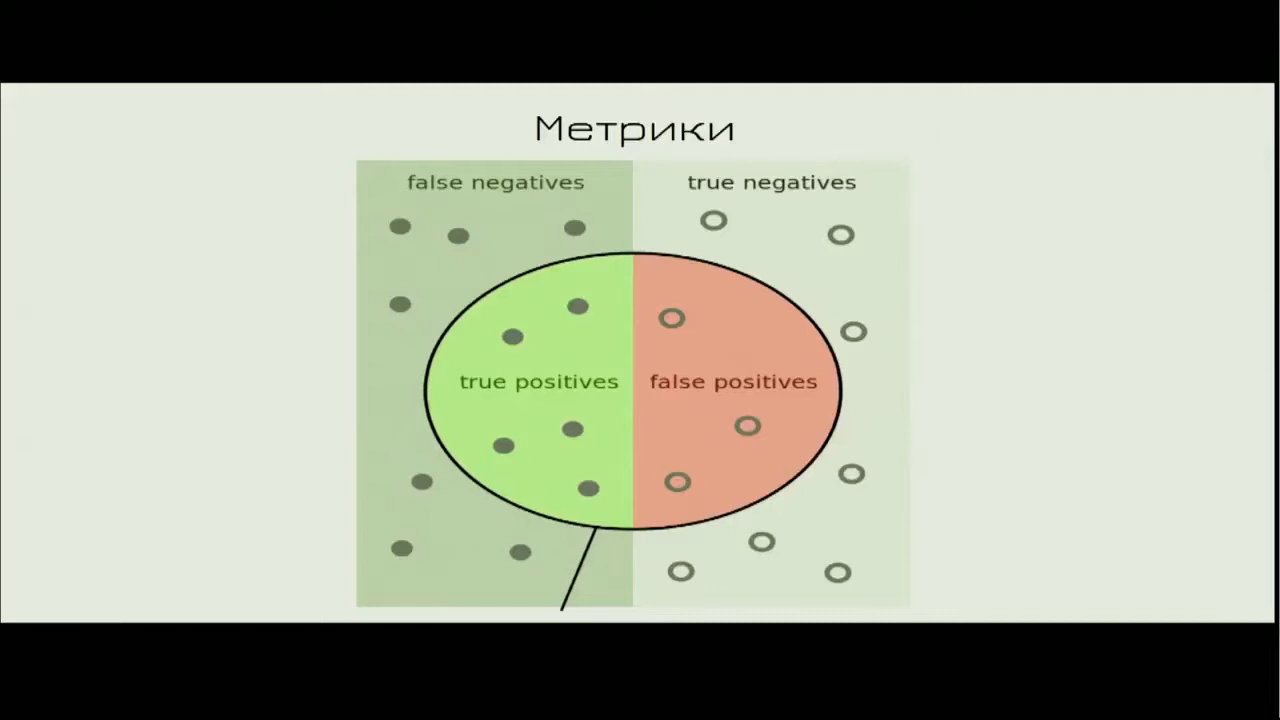 Метрики
false negatives
true negatives
true positives
false positives